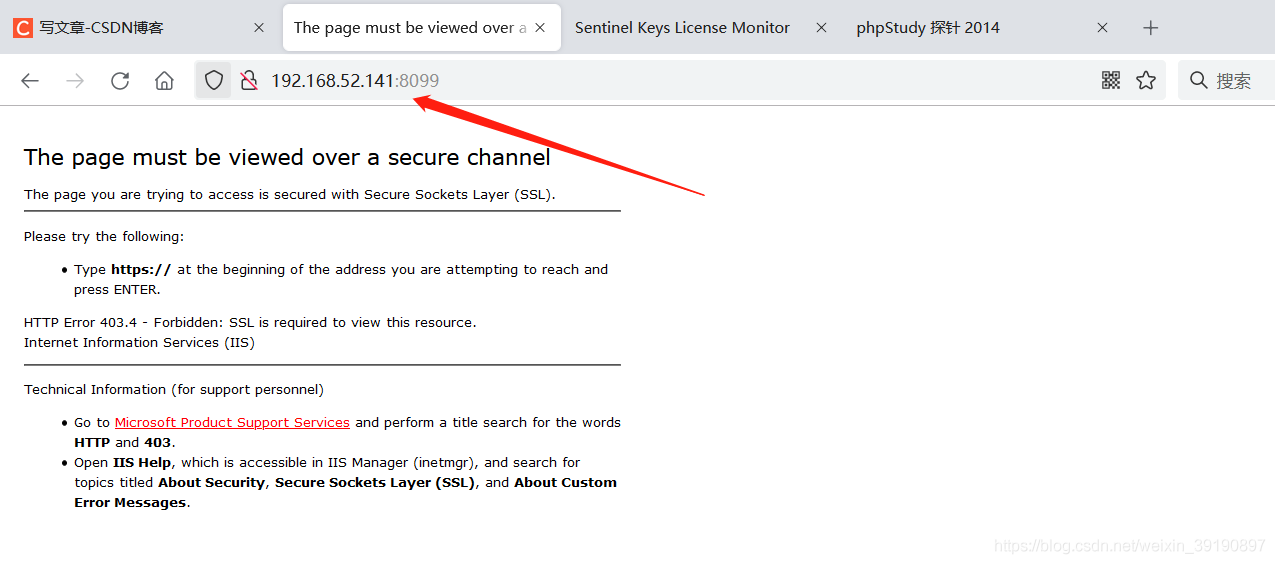 写文章-CSDN博客
The page must be viewed over a
Sentinel Keys License Monitor
phpStudy 探针 2014
192.168.52.141:8099
搜索
The page must be viewed over a secure channel
The page you are trying to access is secured with Secure Sockets Layer (SSL).
Please try the following:
Type https:// at the beginning of the address you are attempting to reach and
press ENTER.
HTTP Error 403.4 - Forbidden: SSL is required to view this resource.
Internet Information Services (IIS)
Technical Information (for support personnel)
Go to Microsoft Product Support Services and perform a title search for the words
HTTP and 403.
Open IIS Help, which is accessible in IIS Manager (inetmgr), and search for
topics titled About Security, Secure Sockets Layer (SSL), and About Custom
Error Messages.
https://blog.csdn.net/weixin_39190897